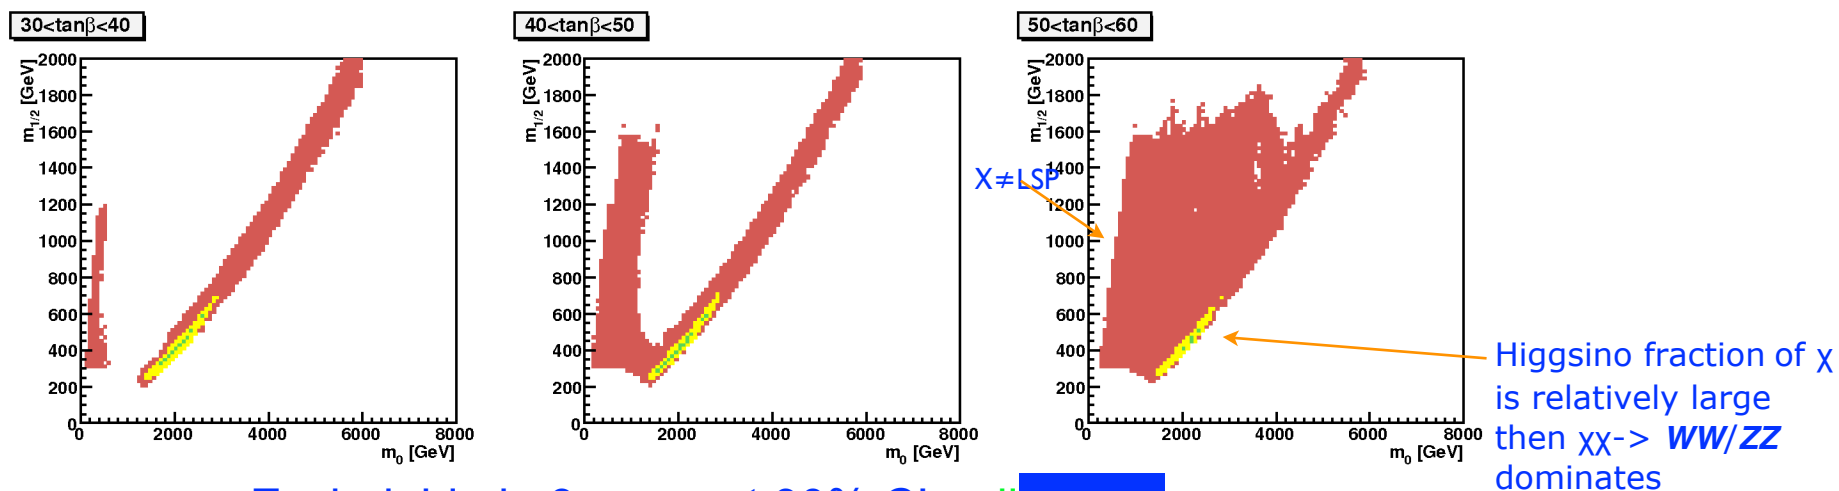 30<tanβ<40
m1/2 [GeV]
2000
1800
1600
1400
1200
1000
800
600
400
200
0
0 2000 4000 6000 8000
m0 [GeV]
40<tanβ<50
m1/2 [GeV]
2000
1800
1600
1400
1200
1000
800
600
400
200
0
0 2000 4000 6000 8000
m0 [GeV]
50<tanβ<60
m1/2 [GeV]
2000
1800
1600
1400
1200
1000
800
600
400
200
0
0 2000 4000 6000 8000
m0 [GeV]
X≠LSP
Higgsino fraction of χ
is relatively large
then χχ-> WW/ZZ
dominates